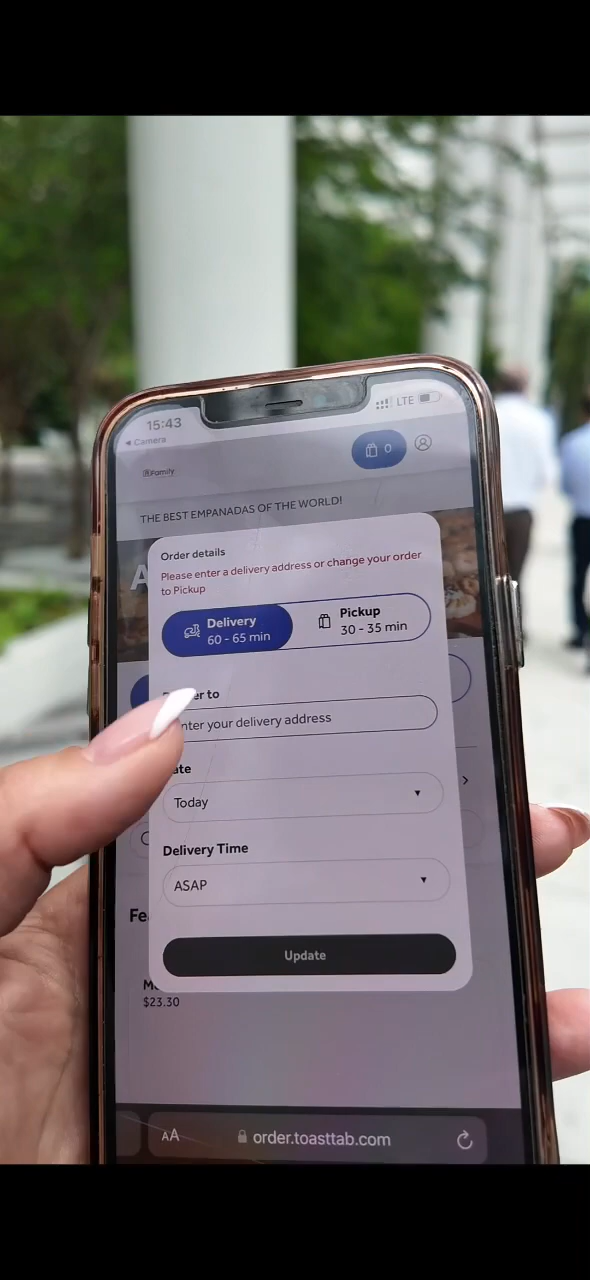 15:43
LTE
◀ Camera
Family
0
THE BEST EMPANADAS OF THE WORLD!
A
Order details
Please enter a delivery address or change your order
to Pickup
Delivery
60 - 65 min
Pickup
30 - 35 min
er to
nter your delivery address
ate
Today
Delivery Time
ASAP
Fe
Update
M
$23.30
AA
order.toasttab.com